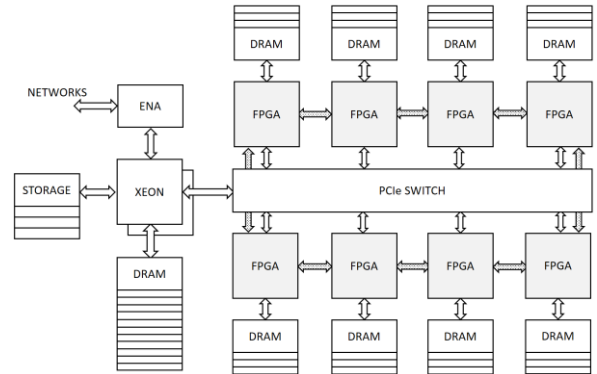 DRAM DRAM DRAM DRAM
NETWORKS
ENA
FPGA FPGA FPGA FPGA
STORAGE
XEON
PCIe SWITCH
DRAM
FPGA FPGA FPGA FPGA
DRAM DRAM DRAM DRAM